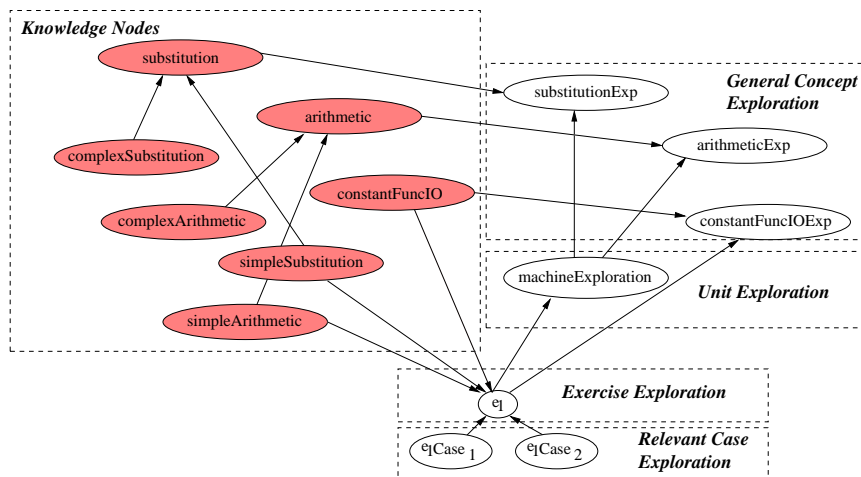 Knowledge Nodes
substitution
General Concept
Exploration
substitutionExp
arithmetic
arithmeticExp
complexSubstitution
constantFuncIO
complexArithmetic
constantFuncIOExp
simpleSubstitution
machineExploration
Unit Exploration
simpleArithmetic
Exercise Exploration
e1
Relevant Case
Exploration
e1Case 1
e1Case 2